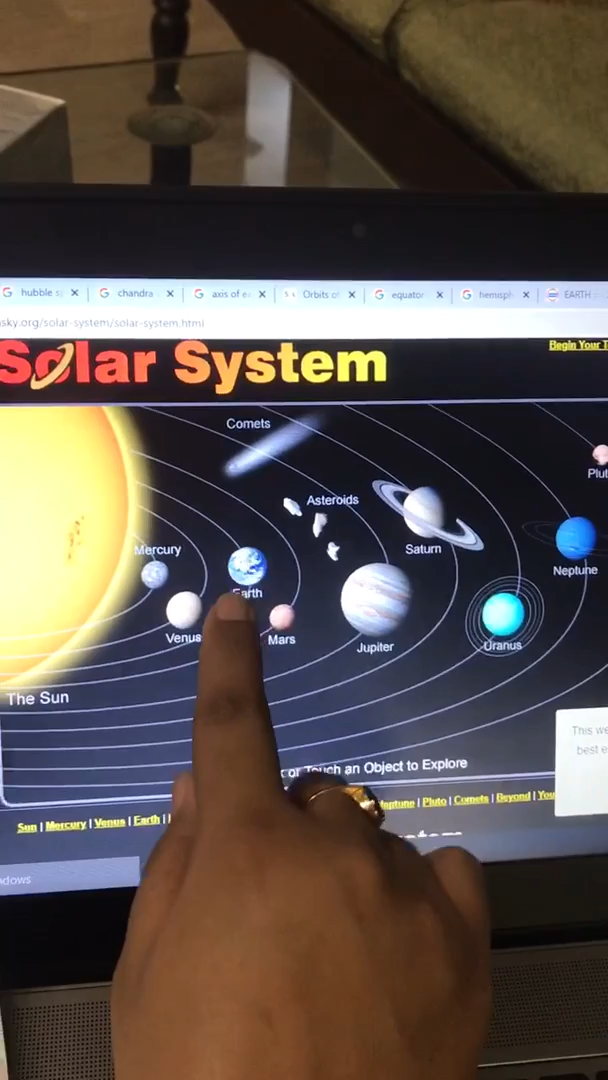 hubble s
chandra
axis of e
Orbits o
equator
hemisph
EARTH
sky.org/solar-system/solar-system.html
Solar System
Begin Your T
Comets
Plut
Asteroids
Saturn
Mercury
Neptune
Earth
Venus
Mars
Jupiter
Uranus
The Sun
This we
best e
or Touch an Object to Explore
Sun | Mercury | Venus | Earth |
Neptune | Pluto | Comets | Beyond | You
dows